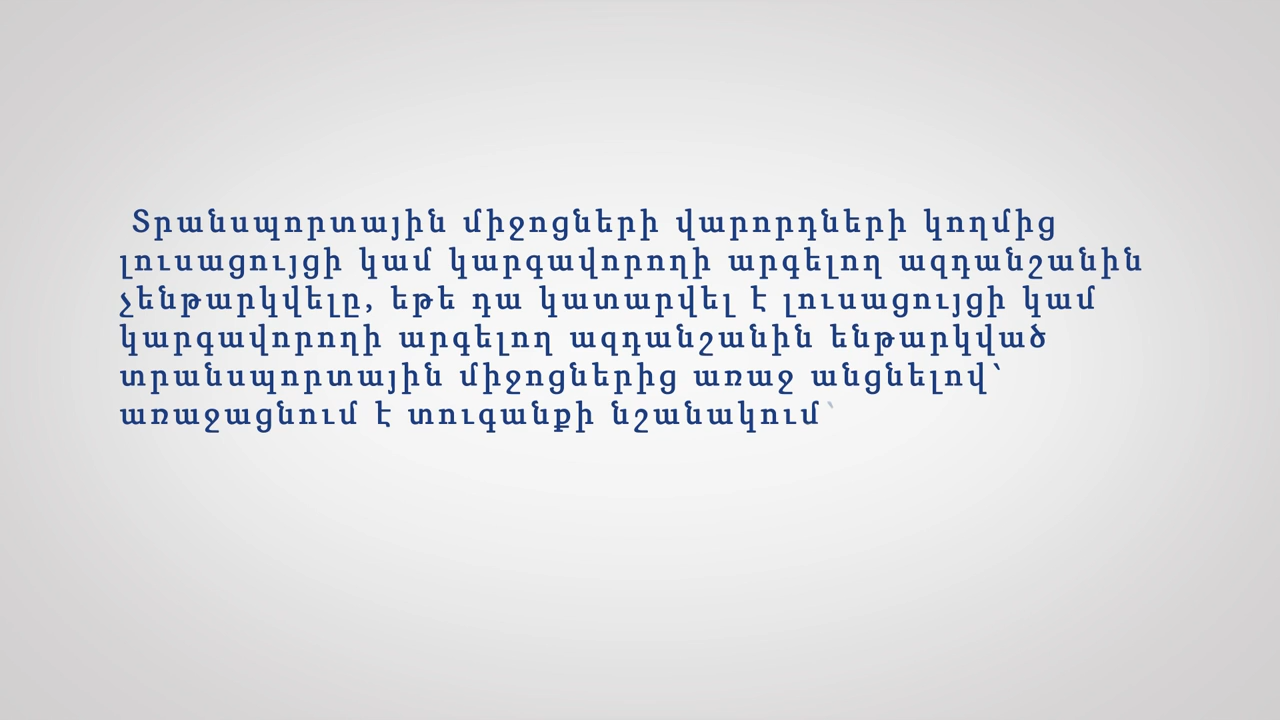 Տրանսպորտային միջոցների վարորդների կողմից
լուսացույցի կամ կարգավորողի արգելող ազդանշանին
չենթարկվելը, եթե դա կատարվել է լուսացույցի կամ
կարգավորողի արգելող ազդանշանին ենթարկված
տրանսպորտային միջոցներից առաջ անցնելով՝
առաջացնում է տուգանքի նշանակում՝